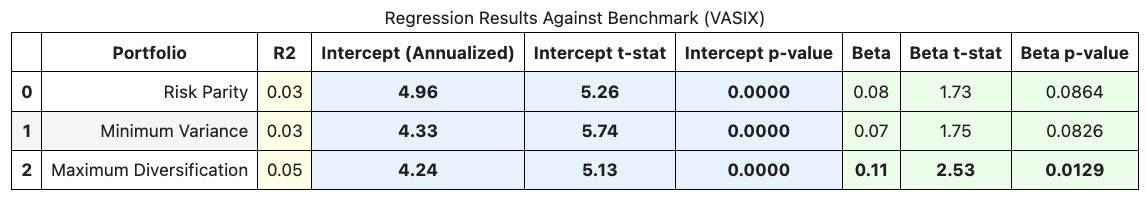 Regression Results Against Benchmark (VASIX)
Portfolio R2 Intercept (Annualized) Intercept t-stat Intercept p-value Beta Beta t-stat Beta p-value
0 Risk Parity 0.03 4.96 5.26 0.0000 0.08 1.73 0.0864
1 Minimum Variance 0.03 4.33 5.74 0.0000 0.07 1.75 0.0826
2 Maximum Diversification 0.05 4.24 5.13 0.0000 0.11 2.53 0.0129